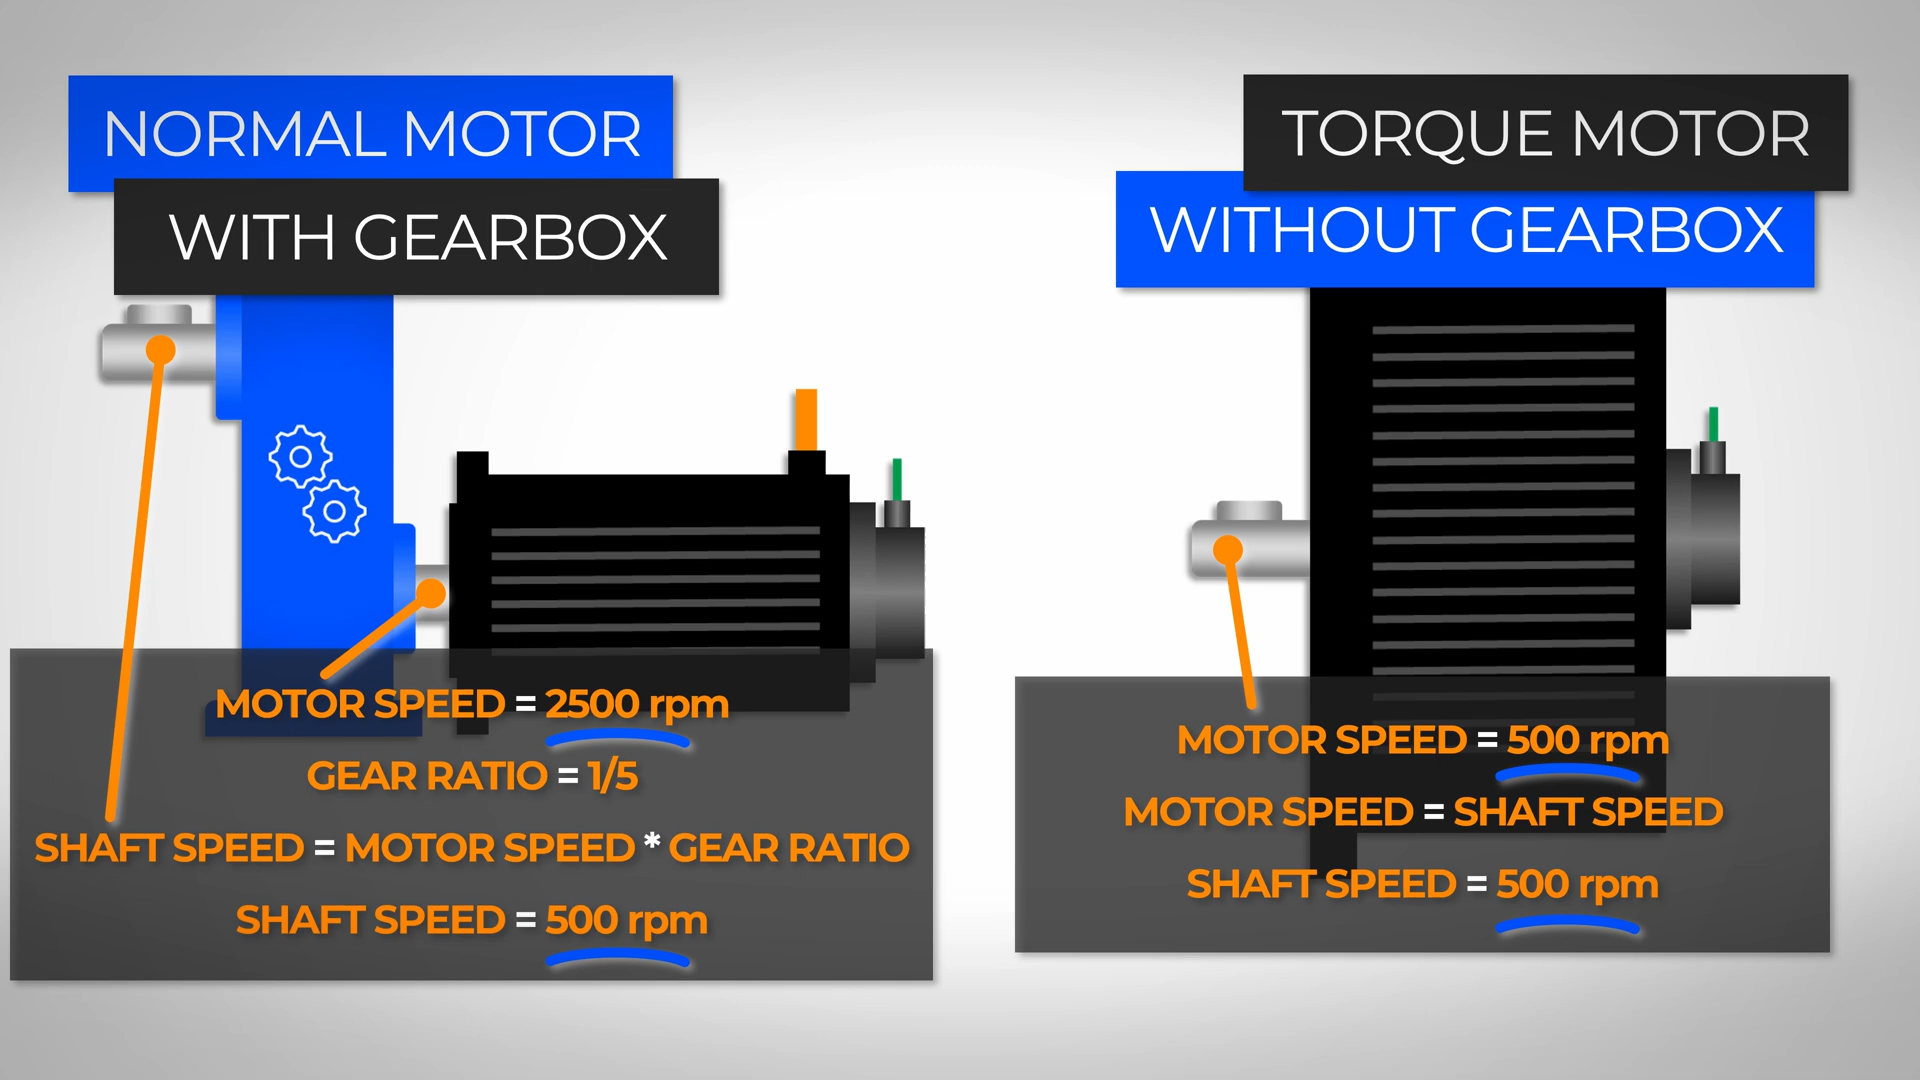 NORMAL MOTOR
WITH GEARBOX
MOTOR SPEED = 2500 rpm
GEAR RATIO = 1/5
SHAFT SPEED = MOTOR SPEED * GEAR RATIO
SHAFT SPEED = 500 rpm
TORQUE MOTOR
WITHOUT GEARBOX
MOTOR SPEED = 500 rpm
MOTOR SPEED = SHAFT SPEED
SHAFT SPEED = 500 rpm